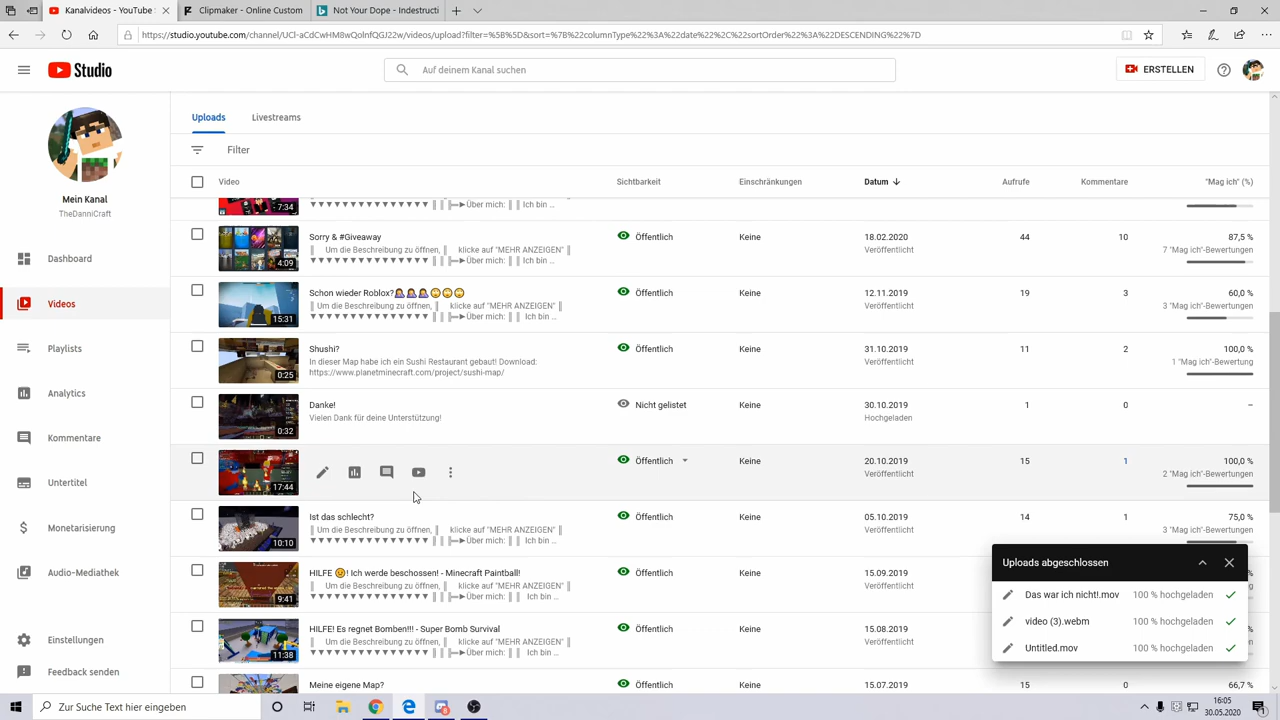 Kanalvideos - YouTube S
Clipmaker - Online Custom
Not Your Dope - Indestructi
https://studio.youtube.com/channel/UCl-aCdCwHM8wQolnfQGJ22w/videos/upload?filter=%5B%5D&sort=%7B%22columnType%22%3A%22date%22%2C%22sortOrder%22%3A%22DESCENDING%22%7D
Studio
Auf deinem Kanal suchen
ERSTELLEN
Mein Kanal
TheDanniCraft
Dashboard
Videos
Playlists
Analytics
Kommentare
Untertitel
Monetarisierung
Audio-Mediathek
Einstellungen
Feedback senden
Uploads Livestreams
Filter
Video Sichtbarkeit Einschränkungen Datum Aufrufe Kommentare "Mag ich" (%)
7:34 ▼▼▼▼▼▼▼▼▼▼▼▼▼▼▼▼▼ ║ ║►Über mich: ║ ║ Ich bin ...
Sorry & #Giveaway Öffentlich Keine 18.02.2020 44 10 87,5 %
║ Um die Beschreibung zu öffnen, ║ klicke auf "MEHR ANZEIGEN" ║ Veröffentlicht 7 "Mag ich"-Bewertungen
4:09 ▼▼▼▼▼▼▼▼▼▼▼▼▼▼▼▼▼ ║ ║►Über mich: ║ ║ Ich bin ...
Schon wieder Roblox? Öffentlich Keine 12.11.2019 19 3 60,0 %
║ Um die Beschreibung zu öffnen, ║ klicke auf "MEHR ANZEIGEN" ║ Veröffentlicht 3 "Mag ich"-Bewertungen
15:31 ▼▼▼▼▼▼▼▼▼▼▼▼▼▼▼▼▼ ║ ║►Über mich: ║ ║ Ich bin ...
Shushi? Öffentlich Keine 31.10.2019 11 0 100,0 %
In dieser Map habe ich ein Sushi Restaurant gebaut! Download: Veröffentlicht 1 "Mag ich"-Bewertung
0:25 https://www.planetminecraft.com/project/sushi-map/
Danke! Nicht gelistet Keine 30.10.2019 1 0 –
Vielen Dank für deine Unterstützung! Hochgeladen
0:32
Öffentlich Keine 20.10.2019 15 0 100,0 %
Veröffentlicht 2 "Mag ich"-Bewertungen
17:44
Ist das schlecht? Öffentlich Keine 05.10.2019 14 1 75,0 %
║ Um die Beschreibung zu öffnen, ║ klicke auf "MEHR ANZEIGEN" ║ Veröffentlicht 3 "Mag ich"-Bewertungen
10:10 ▼▼▼▼▼▼▼▼▼▼▼▼▼▼▼▼▼ ║ ║►Über mich: ║ ║ Ich bin ...
HILFE ! Ich werde beschossen! - Minecraft Paintball! Öffentlich Keine 15.09.2019
║ Um die Beschreibung zu öffnen, ║ klicke auf "MEHR ANZEIGEN" ║ Veröffentlicht
9:41 ▼▼▼▼▼▼▼▼▼▼▼▼▼▼▼▼▼ ║ ║►Über mich: ║ ║ Ich bin ...
HILFE! Es regnet Bomben!!! - Super Bomb Survival Öffentlich Keine 15.08.2019
║ Um die Beschreibung zu öffnen, ║ klicke auf "MEHR ANZEIGEN" ║ Veröffentlicht
11:38 ▼▼▼▼▼▼▼▼▼▼▼▼▼▼▼▼▼ ║ ║►Über mich: ║ ║ Ich bin ...
Meine eigene Map? Öffentlich Keine 15.07.2019 15 0 66,7 %
Uploads abgeschlossen
Das war ich nicht!.mov 100 % hochgeladen
video (3).webm 100 % hochgeladen
Untitled.mov 100 % hochgeladen
Zur Suche Text hier eingeben
16:05
30.05.2020